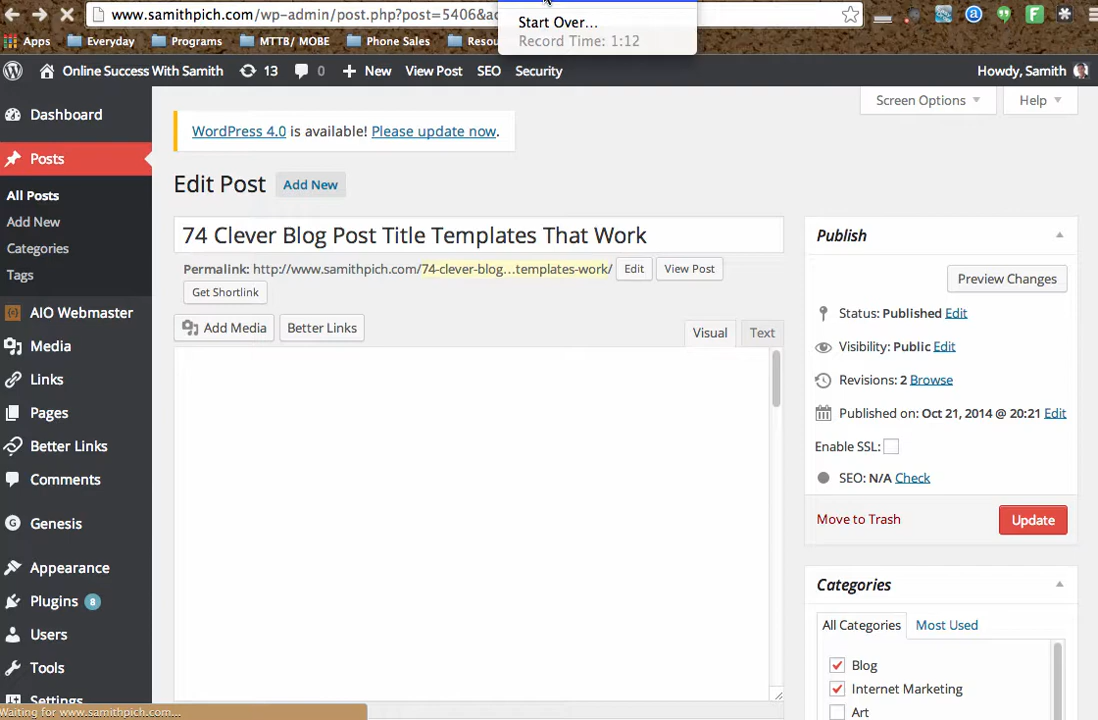 www.samithpich.com/wp-admin/post.php?post=5406&ac
Start Over...
Record Time: 1:12
Apps
Everyday
Programs
MTTB/ MOBE
Phone Sales
Resou
Online Success With Samith
13
0
New
View Post
SEO
Security
Howdy, Samith
Screen Options
Help
Dashboard
WordPress 4.0 is available! Please update now.
Posts
All Posts
Add New
Categories
Tags
AIO Webmaster
Media
Links
Pages
Better Links
Comments
Genesis
Appearance
Plugins 8
Users
Tools
Settings
Edit Post
Add New
74 Clever Blog Post Title Templates That Work
Permalink: http://www.samithpich.com/74-clever-blog...templates-work/
Edit
View Post
Get Shortlink
Add Media
Better Links
Visual
Text
Publish
Preview Changes
Status: Published Edit
Visibility: Public Edit
Revisions: 2 Browse
Published on: Oct 21, 2014 @ 20:21 Edit
Enable SSL:
SEO: N/A Check
Move to Trash
Update
Categories
All Categories
Most Used
Blog
Internet Marketing
Art
Waiting for www.samithpich.com...